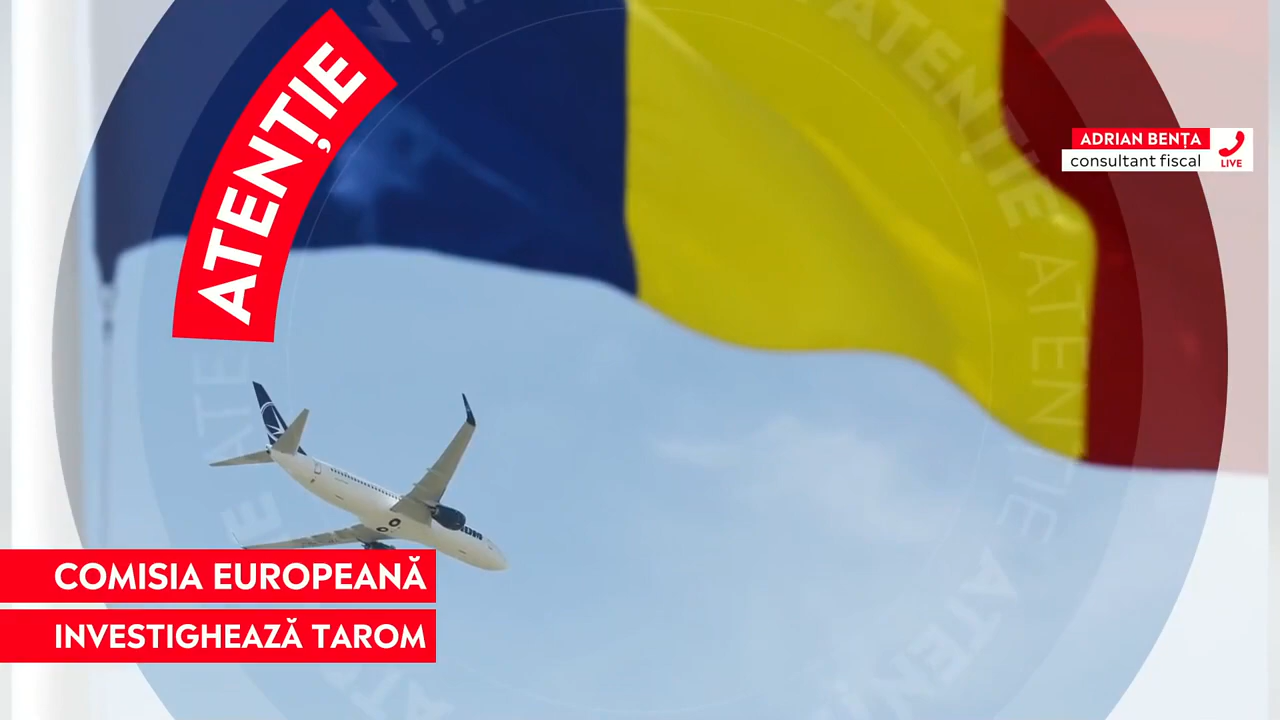 ATENȚIE
ADRIAN BENȚA
consultant fiscal
LIVE
COMISIA EUROPEANĂ
INVESTIGHEAZĂ TAROM